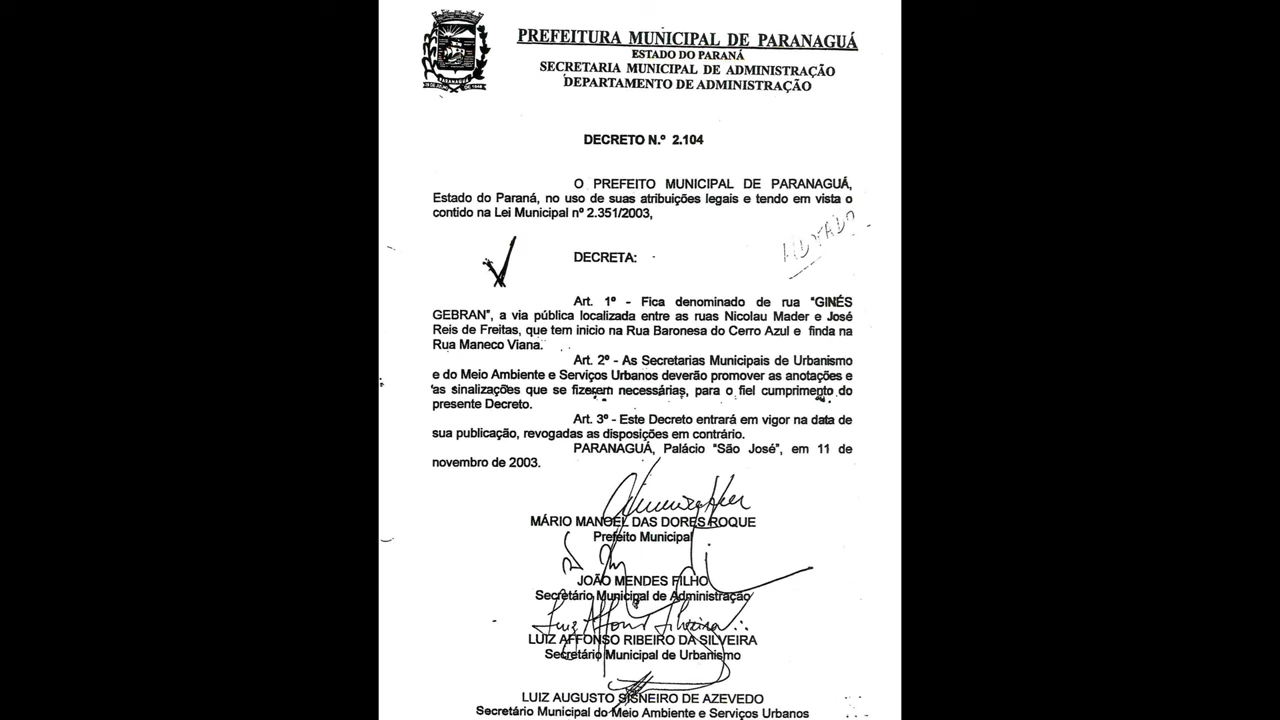 PREFEITURA MUNICIPAL DE PARANAGUÁ
ESTADO DO PARANÁ
SECRETARIA MUNICIPAL DE ADMINISTRAÇÃO
DEPARTAMENTO DE ADMINISTRAÇÃO
PARANAGUÁ
DECRETO N.º 2.104
O PREFEITO MUNICIPAL DE PARANAGUÁ,
Estado do Paraná, no uso de suas atribuições legais e tendo em vista o
contido na Lei Municipal nº 2.351/2003,
DECRETA:
Art. 1º - Fica denominado de rua "GINÉS
GEBRAN", a via pública localizada entre as ruas Nicolau Mader e José
Reis de Freitas, que tem inicio na Rua Baronesa do Cerro Azul e finda na
Rua Maneco Viana.
Art. 2º - As Secretarias Municipais de Urbanismo
e do Meio Ambiente e Serviços Urbanos deverão promover as anotações e
as sinalizações que se fizerem necessárias, para o fiel cumprimento do
presente Decreto.
Art. 3º - Este Decreto entrará em vigor na data de
sua publicação, revogadas as disposições em contrário.
PARANAGUÁ, Palácio "São José", em 11 de
novembro de 2003.
MÁRIO MANOEL DAS DORES ROQUE
Prefeito Municipal
JOÃO MENDES FILHO
Secretário Municipal de Administração
LUIZ AFFONSO RIBEIRO DA SILVEIRA
Secretário Municipal de Urbanismo
LUIZ AUGUSTO SISNEIRO DE AZEVEDO
Secretário Municipal do Meio Ambiente e Serviços Urbanos